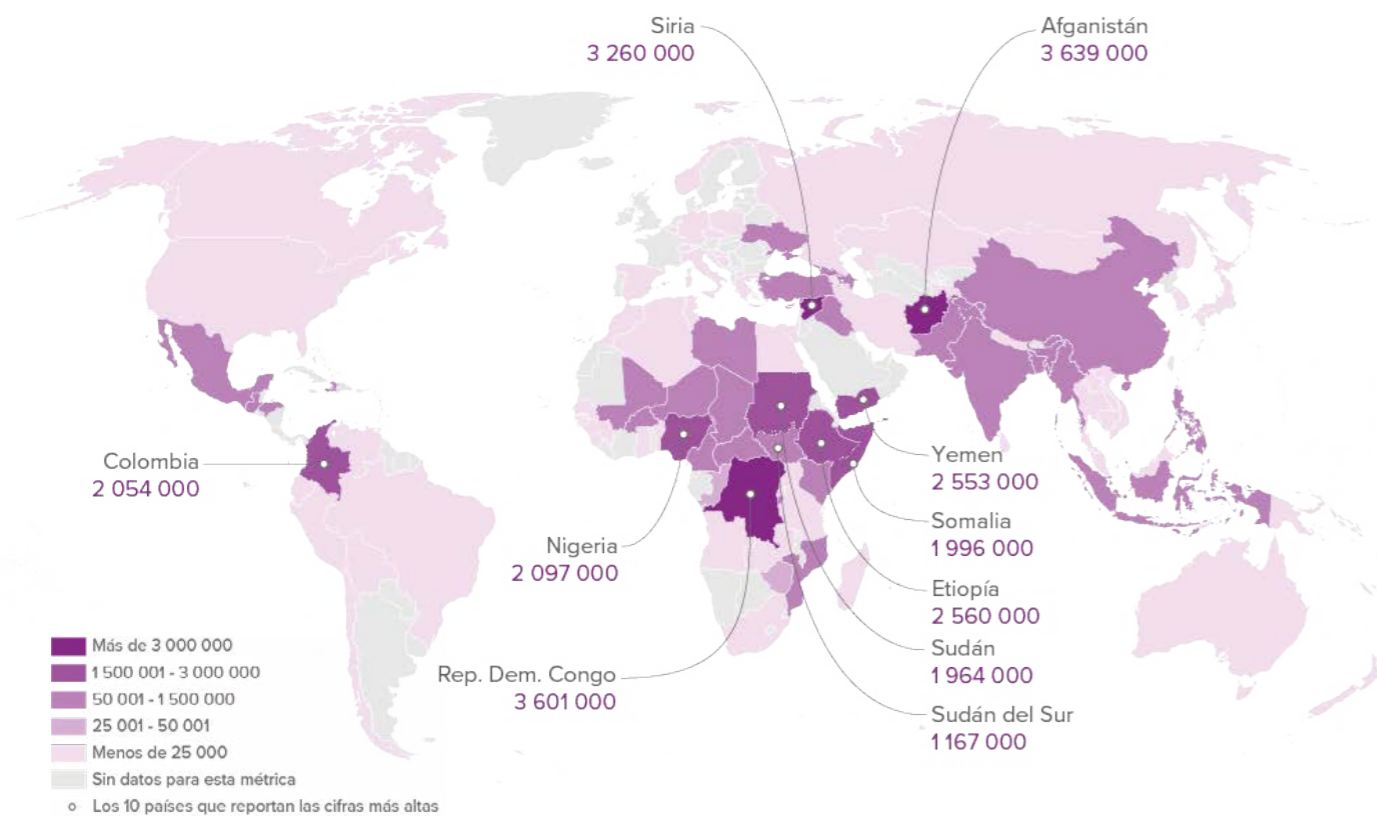 Siria
3 260 000
Afganistán
3 639 000
Colombia
2 054 000
Nigeria
2 097 000
Rep. Dem. Congo
3 601 000
Yemen
2 553 000
Somalia
1 996 000
Etiopía
2 560 000
Sudán
1 964 000
Sudán del Sur
1 167 000
Más de 3 000 000
1 500 001 - 3 000 000
50 001 - 1 500 000
25 001 - 50 001
Menos de 25 000
Sin datos para esta métrica
Los 10 países que reportan las cifras más altas